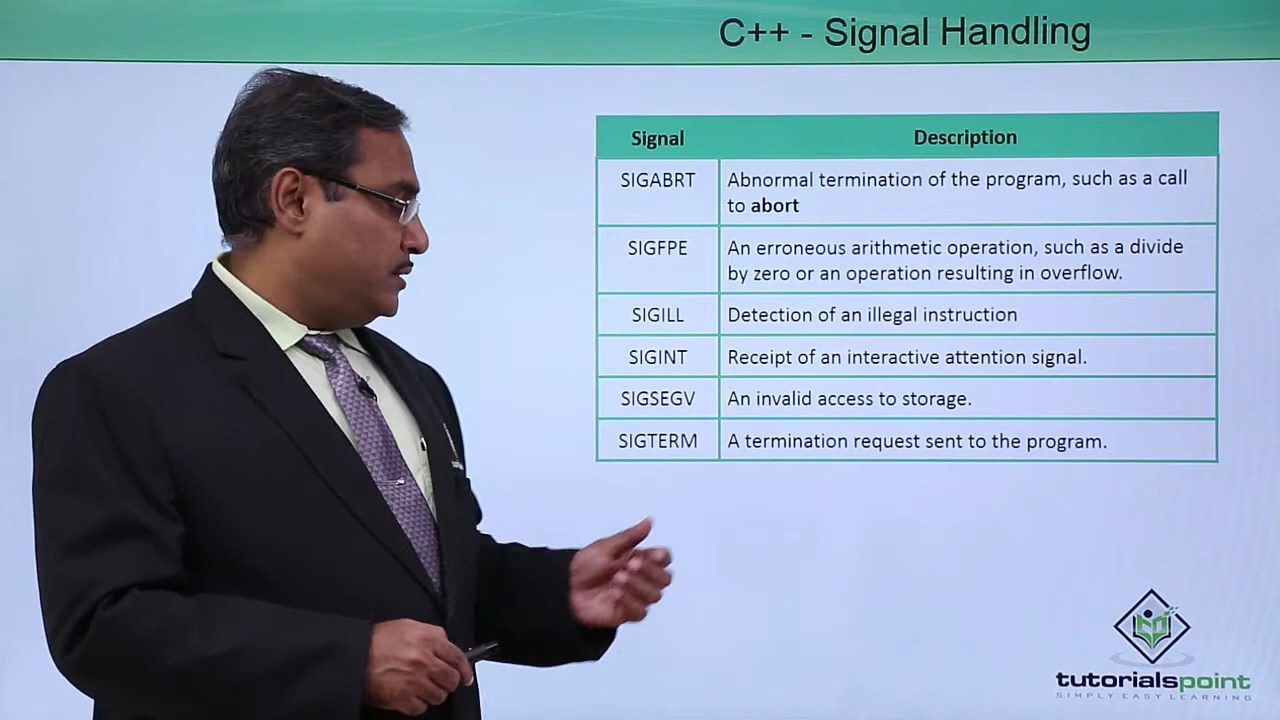 C++ - Signal Handling
Signal Description
SIGABRT Abnormal termination of the program, such as a call
to abort
SIGFPE An erroneous arithmetic operation, such as a divide
by zero or an operation resulting in overflow.
SIGILL Detection of an illegal instruction
SIGINT Receipt of an interactive attention signal.
SIGSEGV An invalid access to storage.
SIGTERM A termination request sent to the program.
tutorialspoint
SIMPLY EASY LEARNING